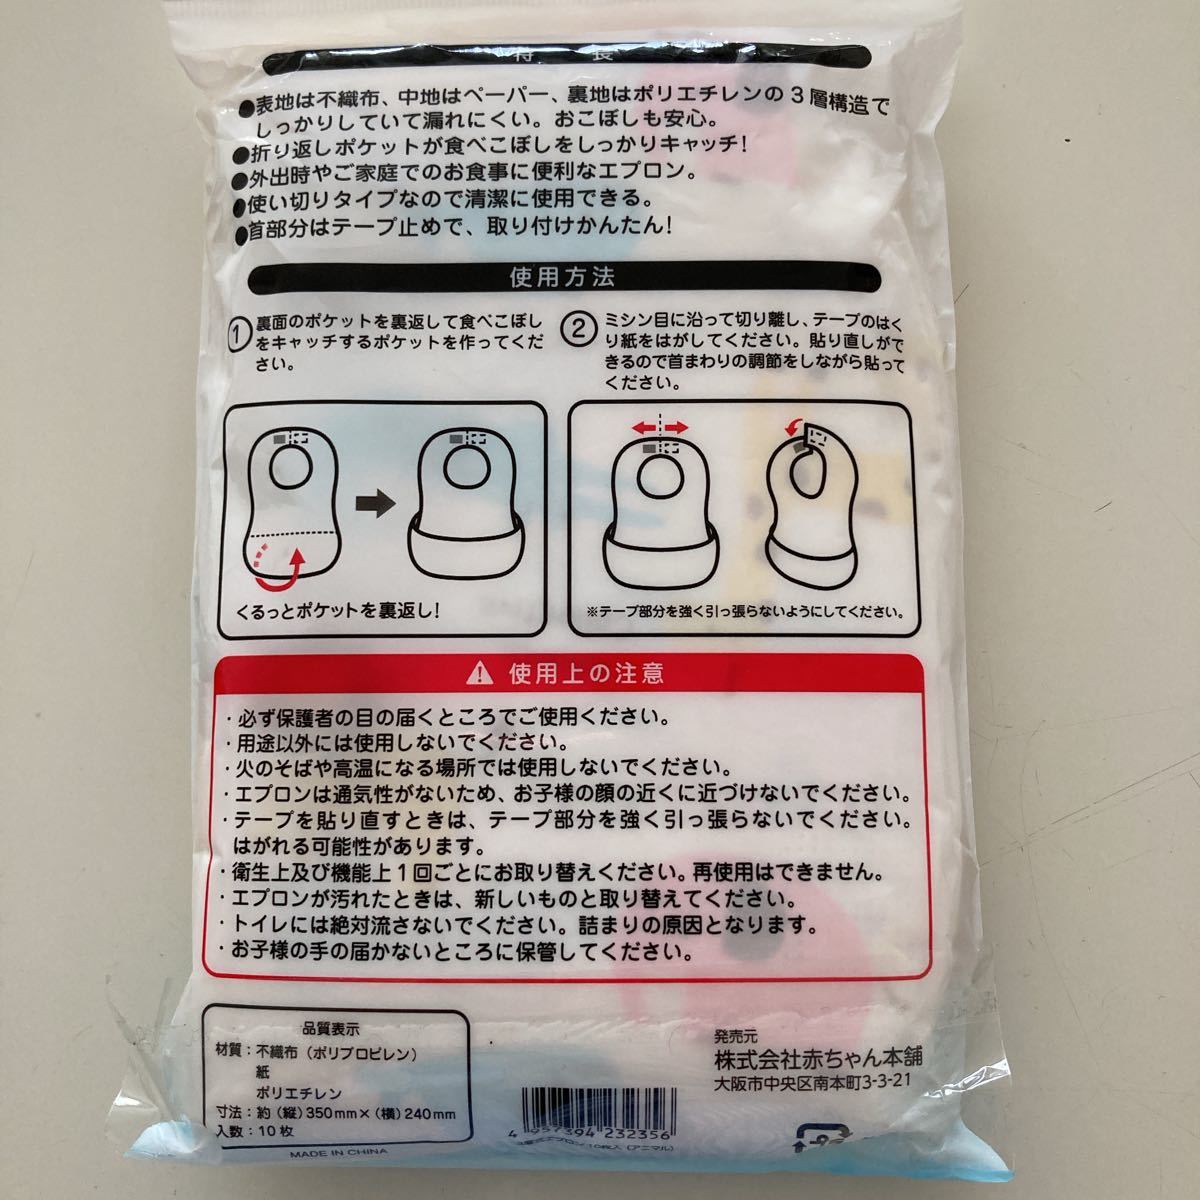 特長
●表地は不織布、中地はペーパー、裏地はポリエチレンの3層構造で
しっかりしていて漏れにくい。おこぼしも安心。
●折り返しポケットが食べこぼしをしっかりキャッチ!
●外出時やご家庭でのお食事に便利なエプロン。
●使い切りタイプなので清潔に使用できる。
●首部分はテープ止めで、取り付けかんたん!
使用方法
① 裏面のポケットを裏返して食べこぼし
をキャッチするポケットを作ってくだ
さい。
くるっとポケットを裏返し!
② ミシン目に沿って切り離し、テープのはく
り紙をはがしてください。貼り直しがで
きるので首まわりの調節をしながら貼って
ください。
※テープ部分を強く引っ張らないようにしてください。
使用上の注意
・必ず保護者の目の届くところでご使用ください。
・用途以外には使用しないでください。
・火のそばや高温になる場所では使用しないでください。
・エプロンは通気性がないため、お子様の顔の近くに近づけないでください。
・テープを貼り直すときは、テープ部分を強く引っ張らないでください。
はがれる可能性があります。
・衛生上及び機能上1回ごとにお取り替えください。再使用はできません。
・エプロンが汚れたときは、新しいものと取り替えてください。
・トイレには絶対流さないでください。詰まりの原因となります。
・お子様の手の届かないところに保管してください。
品質表示
材質：不織布（ポリプロピレン）
紙
ポリエチレン
寸法：約（縦）350mm×（横）240mm
入数：10枚
MADE IN CHINA
4 957394 232356
エプロン10枚入（アニマル）
発売元
株式会社赤ちゃん本舗
大阪市中央区南本町3-3-21